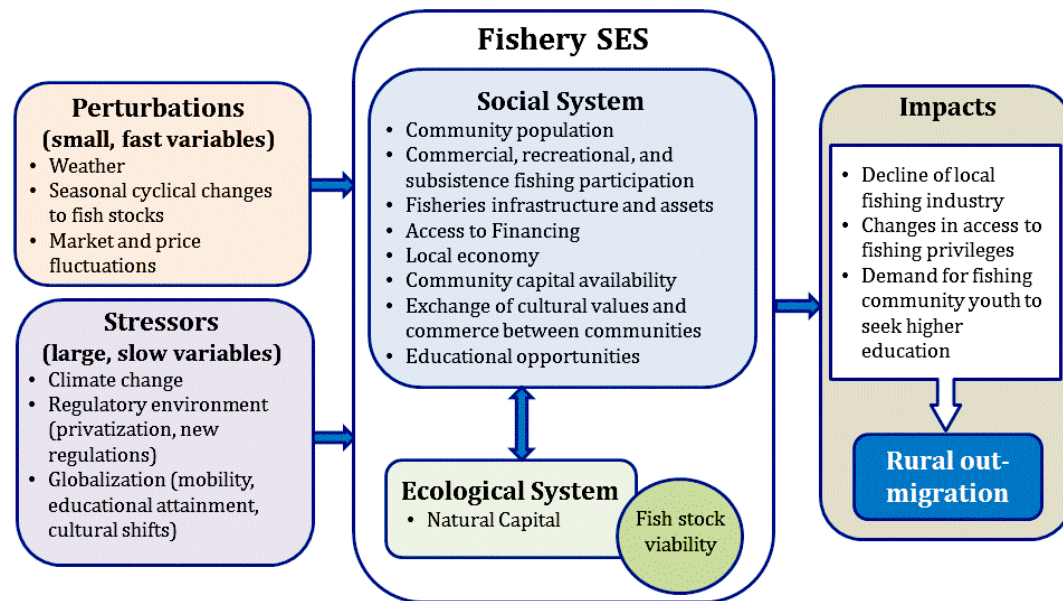 Fishery SES
Perturbations
(small, fast variables)
• Weather
• Seasonal cyclical changes
to fish stocks
• Market and price
fluctuations
Stressors
(large, slow variables)
• Climate change
• Regulatory environment
(privatization, new
regulations)
• Globalization (mobility,
educational attainment,
cultural shifts)
Social System
• Community population
• Commercial, recreational, and
subsistence fishing participation
• Fisheries infrastructure and assets
• Access to Financing
• Local economy
• Community capital availability
• Exchange of cultural values and
commerce between communities
• Educational opportunities
Ecological System
• Natural Capital
Fish stock
viability
Impacts
• Decline of local
fishing industry
• Changes in access to
fishing privileges
• Demand for fishing
community youth to
seek higher
education
Rural out-
migration